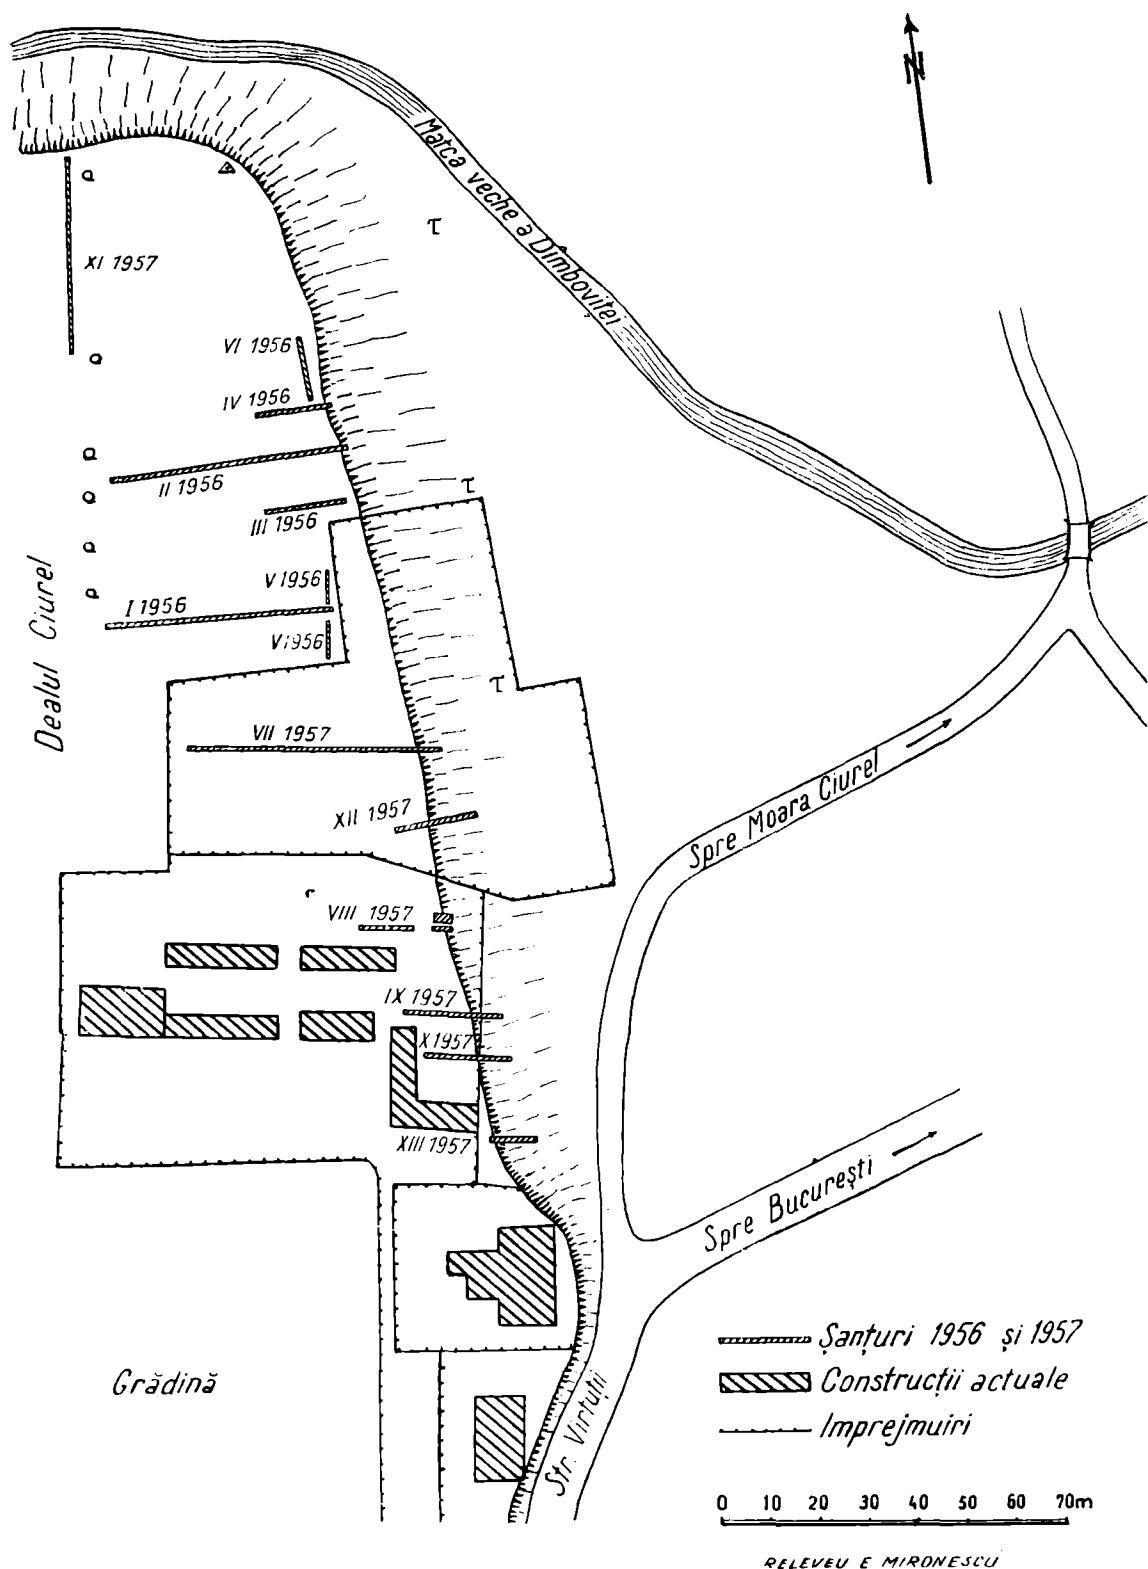 N
Matca veche a Dîmboviței
τ
XI 1957
VI 1956
IV 1956
II 1956
τ
III 1956
V 1956
I 1956
V 1956
Dealul Ciurel
τ
VII 1957
XII 1957
Spre Moara Ciurel
VIII 1957
IX 1957
X 1957
XIII 1957
Spre București
Șanțuri 1956 și 1957
Construcții actuale
Imprejmuiri
Grădină
Str. Virtuții
0 10 20 30 40 50 60 70m
RELEVEU E MIRONESCU